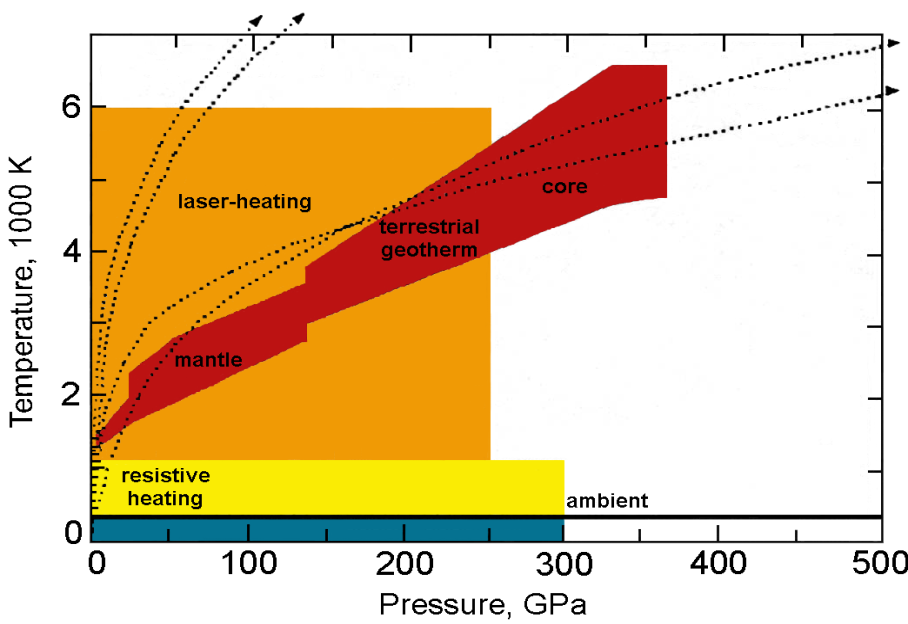 Temperature, 1000 K
6
4
2
0
laser-heating
core
terrestrial
geotherm
mantle
resistive
heating
ambient
0
100
200
300
400
500
Pressure, GPa